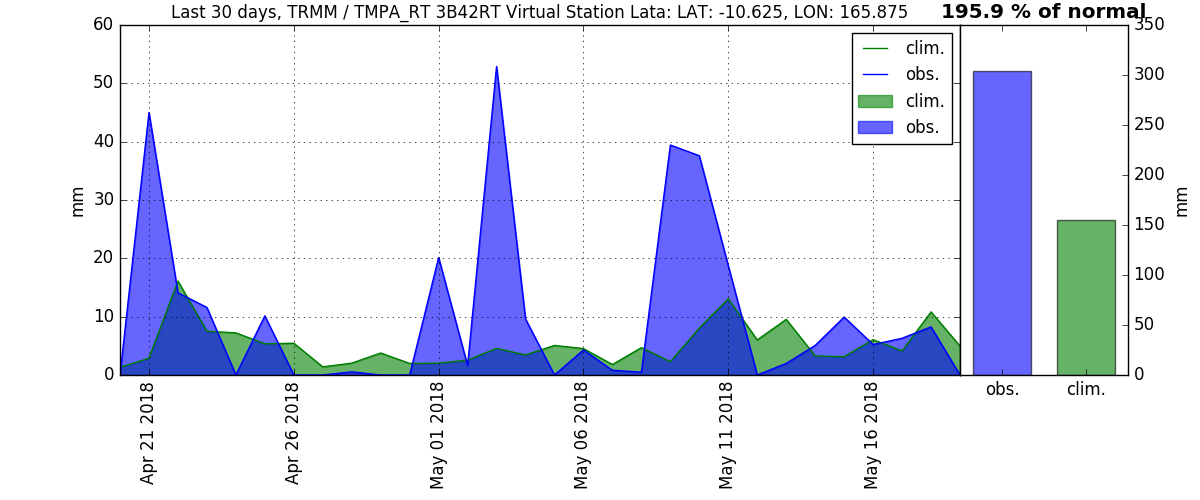 Last 30 days, TRMM / TMPA_RT 3B42RT Virtual Station Lata: LAT: -10.625, LON: 165.875
195.9 % of normal
60
50
40
30
20
10
0
mm
clim.
obs.
clim.
obs.
350
300
250
200
150
100
50
0
mm
Apr 21 2018
Apr 26 2018
May 01 2018
May 06 2018
May 11 2018
May 16 2018
obs.
clim.